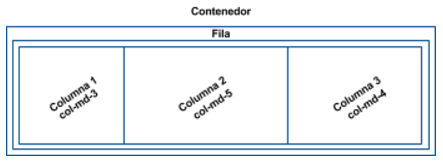 Contenedor
Fila
Columna 1
col-md-3
Columna 2
col-md-5
Columna 3
col-md-4